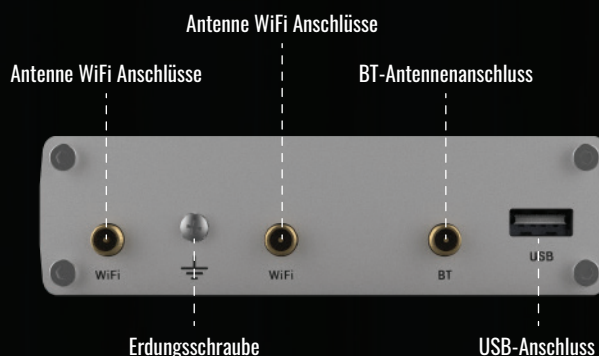 Antenne WiFi Anschlüsse
Antenne WiFi Anschlüsse
BT-Antennenanschluss
WiFi
WiFi
BT
USB
Erdungsschraube
USB-Anschluss